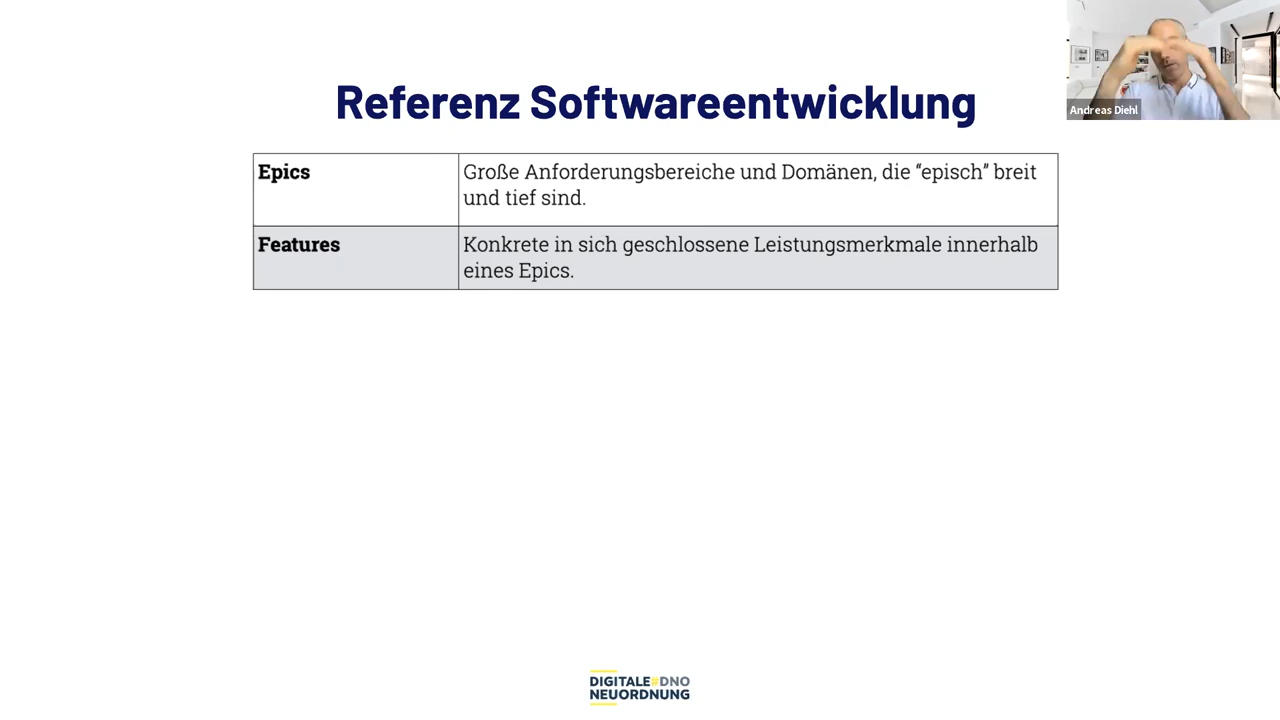 Andreas Diehl
Referenz Softwareentwicklung
Epics
Große Anforderungsbereiche und Domänen, die “episch” breit
und tief sind.
Features
Konkrete in sich geschlossene Leistungsmerkmale innerhalb
eines Epics.
DIGITALE#DNO
NEUORDNUNG